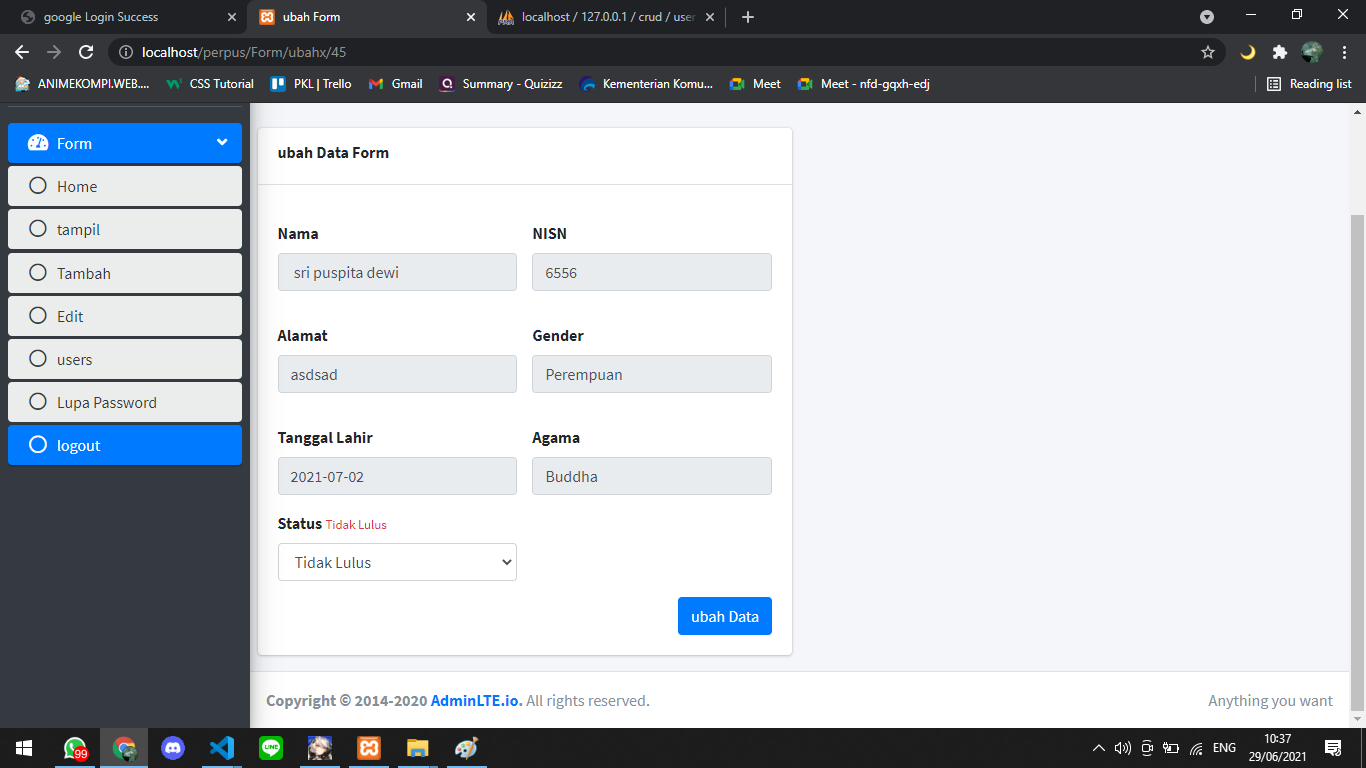 google Login Success
ubah Form
localhost / 127.0.0.1 / crud / user
localhost/perpus/Form/ubahx/45
ANIMEKOMPI.WEB....
CSS Tutorial
PKL | Trello
Gmail
Summary - Quizizz
Kementerian Komu...
Meet
Meet - nfd-gqxh-edj
Reading list
Form
Home
tampil
Tambah
Edit
users
Lupa Password
logout
ubah Data Form
Nama NISN
sri puspita dewi 6556
Alamat Gender
asdsad Perempuan
Tanggal Lahir Agama
2021-07-02 Buddha
Status Tidak Lulus
Tidak Lulus
ubah Data
Copyright © 2014-2020 AdminLTE.io. All rights reserved.
Anything you want
99
ENG
10:37
29/06/2021